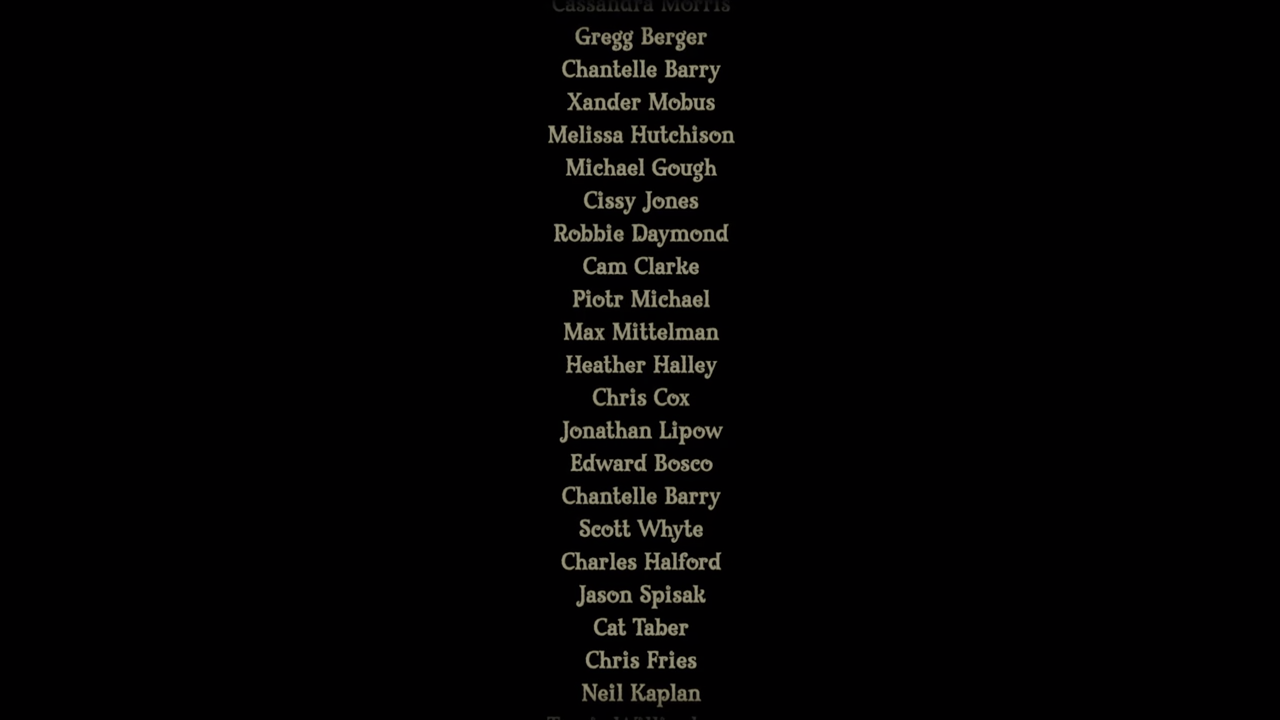 Cassandra Morris
Gregg Berger
Chantelle Barry
Xander Mobus
Melissa Hutchison
Michael Gough
Cissy Jones
Robbie Daymond
Cam Clarke
Piotr Michael
Max Mittelman
Heather Halley
Chris Cox
Jonathan Lipow
Edward Bosco
Chantelle Barry
Scott Whyte
Charles Halford
Jason Spisak
Cat Taber
Chris Fries
Neil Kaplan